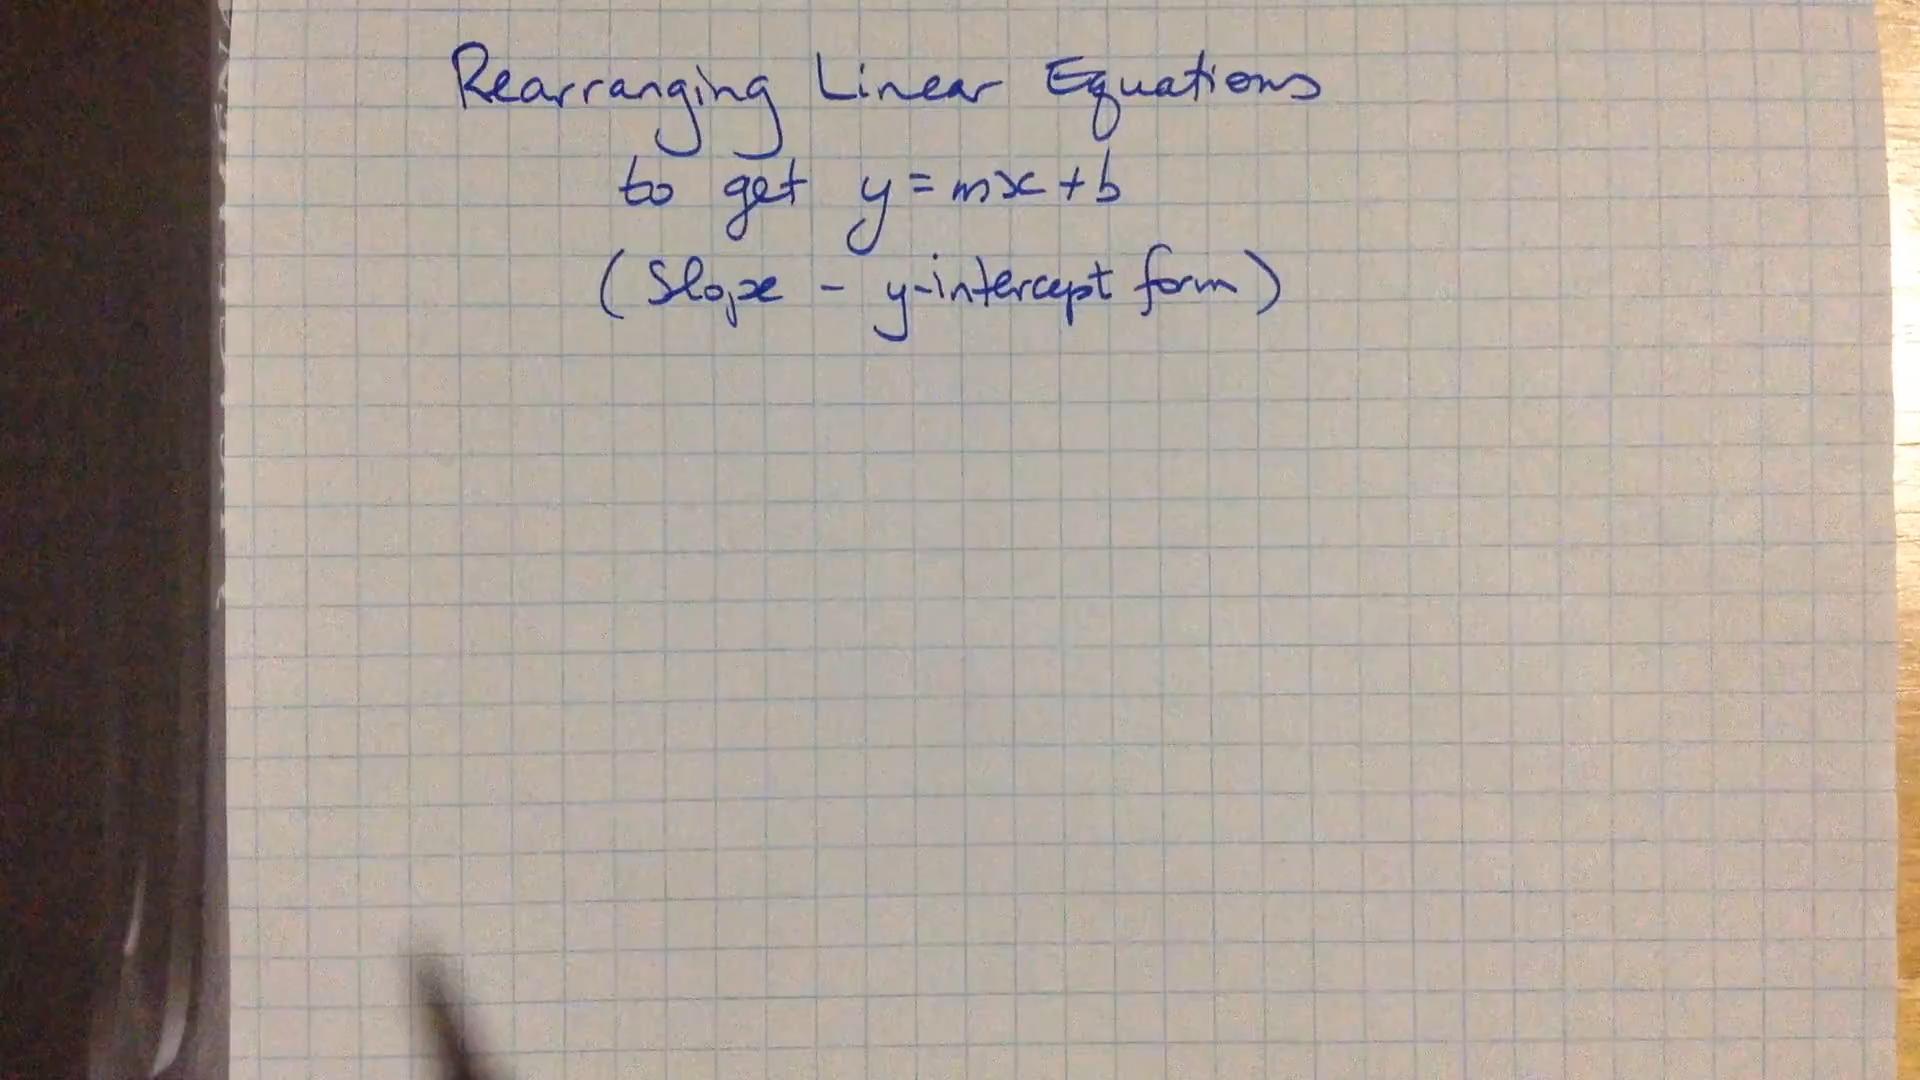 Rearranging Linear Equations
to get y = mx + b
(Slope - y-intercept form)